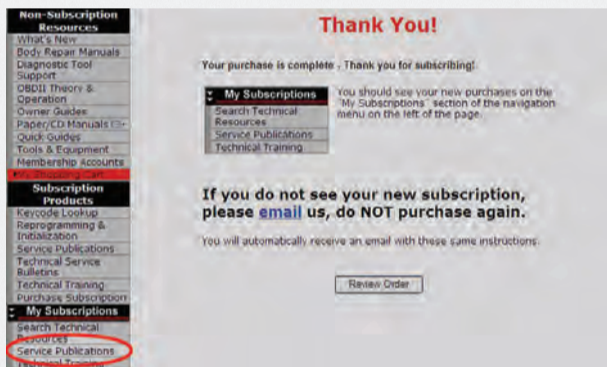 Non-Subscription
Resources
What's New
Body Repair Manuals
Diagnostic Tool
Support
OBDII Theory &
Operation
Owner Guides
Paper/CD Manuals
Quick Guides
Tools & Equipment
Membership Accounts
My Shopping Cart
Subscription
Products
Keycode Lookup
Reprogramming &
Initialization
Service Publications
Technical Service
Bulletins
Technical Training
Purchase Subscription
My Subscriptions
Search Technical
Resources
Service Publications
Technical Training
Thank You!
Your purchase is complete . Thank you for subscribing!
My Subscriptions
Search Technical
Resources
Service Publications
Technical Training
You should see your new purchases on the
"My Subscriptions" section of the navigation
menu on the left of the page.
If you do not see your new subscription,
please email us, do NOT purchase again.
You will automatically receive an email with these same instructions.
Review Order